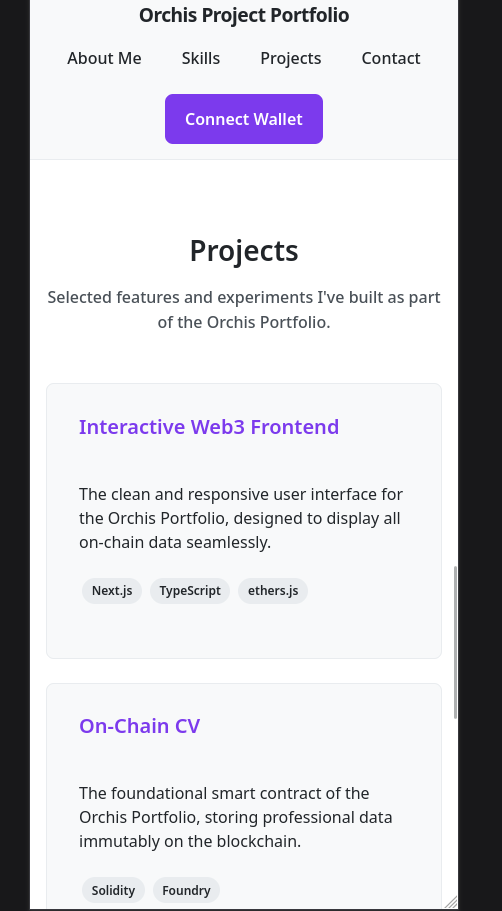 Orchis Project Portfolio
About Me Skills Projects Contact
Connect Wallet
Projects
Selected features and experiments I've built as part
of the Orchis Portfolio.
Interactive Web3 Frontend
The clean and responsive user interface for
the Orchis Portfolio, designed to display all
on-chain data seamlessly.
Next.js TypeScript ethers.js
On-Chain CV
The foundational smart contract of the
Orchis Portfolio, storing professional data
immutably on the blockchain.
Solidity Foundry